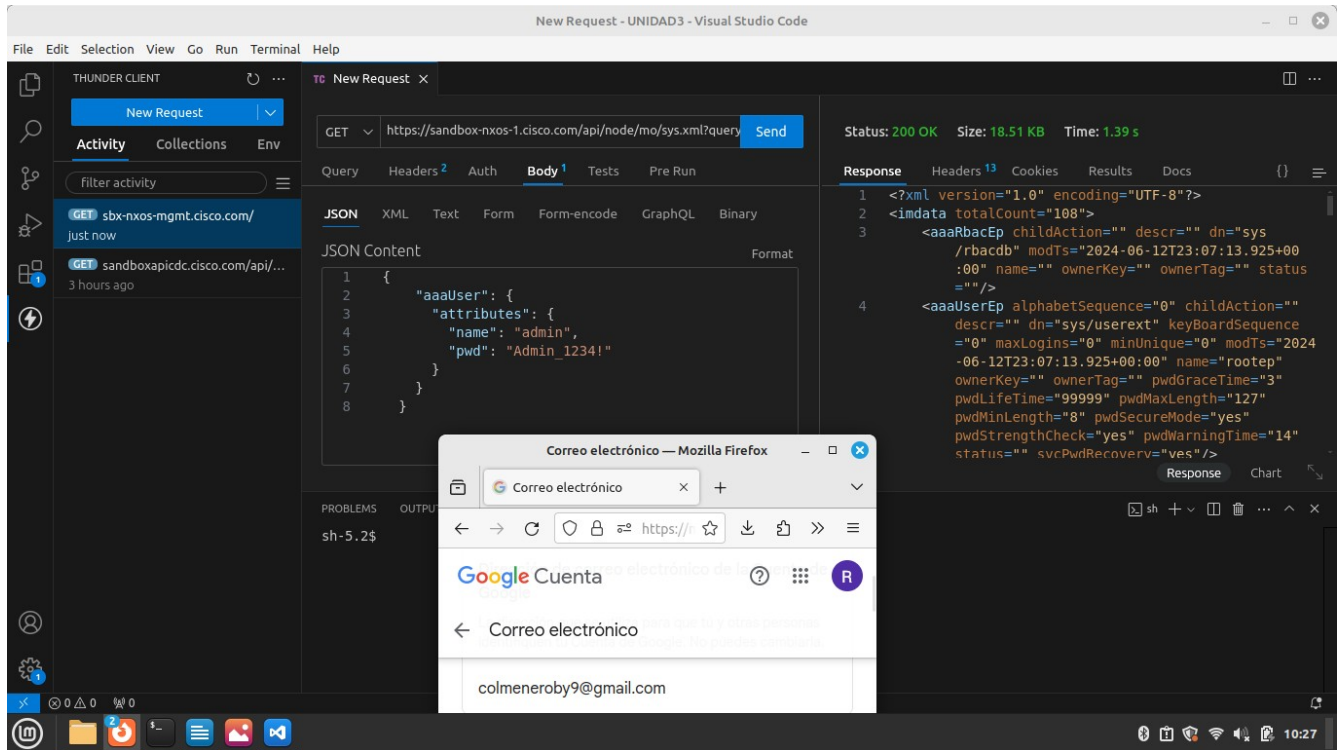 New Request - UNIDAD3 - Visual Studio Code
File Edit Selection View Go Run Terminal Help
THUNDER CLIENT
New Request
Activity Collections Env
filter activity
GET sbx-nxos-mgmt.cisco.com/
just now
GET sandboxapicdc.cisco.com/api/...
3 hours ago
TC New Request
GET https://sandbox-nxos-1.cisco.com/api/node/mo/sys.xml?query Send
Query Headers 2 Auth Body 1 Tests Pre Run
JSON XML Text Form Form-encode GraphQL Binary
JSON Content Format
1 {
2 "aaaUser": {
3 "attributes": {
4 "name": "admin",
5 "pwd": "Admin_1234!"
6 }
7 }
8 }
Status: 200 OK Size: 18.51 KB Time: 1.39 s
Response Headers 13 Cookies Results Docs {}
1 <?xml version="1.0" encoding="UTF-8"?>
2 <imdata totalCount="108">
3 <aaaRbacEp childAction="" descr="" dn="sys
/rbacdb" modTs="2024-06-12T23:07:13.925+00
:00" name="" ownerKey="" ownerTag="" status
=""/>
4 <aaaUserEp alphabetSequence="0" childAction=""
descr="" dn="sys/userext" keyBoardSequence
="0" maxLogins="0" minUnique="0" modTs="2024
-06-12T23:07:13.925+00:00" name="rootep"
ownerKey="" ownerTag="" pwdGraceTime="3"
pwdLifeTime="99999" pwdMaxLength="127"
pwdMinLength="8" pwdSecureMode="yes"
pwdStrengthCheck="yes" pwdWarningTime="14"
status="" svcPwdRecovery="yes"/>
Response Chart
PROBLEMS OUTPU
sh
sh-5.2$
Correo electrónico — Mozilla Firefox
Correo electrónico
https://
Google Cuenta
R
Correo electrónico
colmeneroby9@gmail.com
0 0 0
10:27